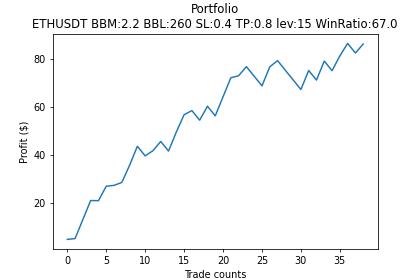 Portfolio
ETHUSDT BBM:2.2 BBL:260 SL:0.4 TP:0.8 lev:15 WinRatio:67.0
80
60
40
20
Profit ($)
0 5 10 15 20 25 30 35
Trade counts